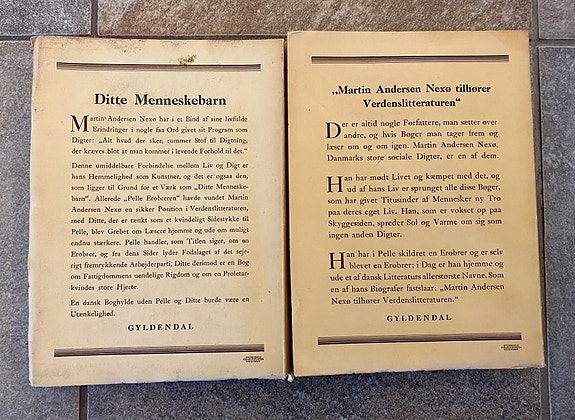 Ditte Menneskebarn
Martin Andersen Nexø har i et Bind af sine livfulde
Erindringer i nogle faa Ord givet sit Program som
Digter: „Alt hvad der sker, rummer Stof til Digtning,
der kræves blot at man kommer i levende Forhold til det.“
Denne umiddelbare Forbindelse mellem Liv og Digt er
hans Hemmelighed som Kunstner, og det er ogsaa den,
som ligger til Grund for et Værk som „Ditte Menneske-
barn“. Allerede „Pelle Erobreren“ havde vundet Martin
Andersen Nexø en sikker Position i Verdenslitteraturen,
med Ditte, der er tænkt som et kvindeligt Sidestykke til
Pelle, blev Grebet om Læsere hjemme og ude om muligt
endnu stærkere. Pelle handler, som Titlen siger, om en
Erobrer, og fra dens Sider lyder Fodslaget af det sejr-
rigt fremrykkende Arbejderparti, Ditte derimod er en Bog
om Fattigdommens uendelige Rigdom og om en Proletar-
kvindes store Hjerte.
En dansk Boghylde uden Pelle og Ditte burde være en
Utænkelighed.
GYLDENDAL
„Martin Andersen Nexø tilhører
Verdenslitteraturen“
Der er altid nogle Forfattere, man sætter over
andre, og hvis Bøger man tager frem og
læser om og om igen. Martin Andersen Nexø,
Danmarks store sociale Digter, er en af dem.
Han har mødt Livet og kæmpet med det, og
ud af hans Liv er sprunget alle disse Bøger,
som har givet Titusinder af Mennesker ny Tro
paa deres eget Liv. Han, som er vokset op paa
Skyggesiden, spreder Sol og Varme om sig som
ingen anden Digter.
Han har i Pelle skildret en Erobrer og er selv
blevet en Erobrer; i Dag er han hjemme og
ude et af dansk Litteraturs allerstørste Navne. Som
en af hans Biografer fastslaar: „Martin Andersen
Nexø tilhører Verdenslitteraturen.“
GYLDENDAL